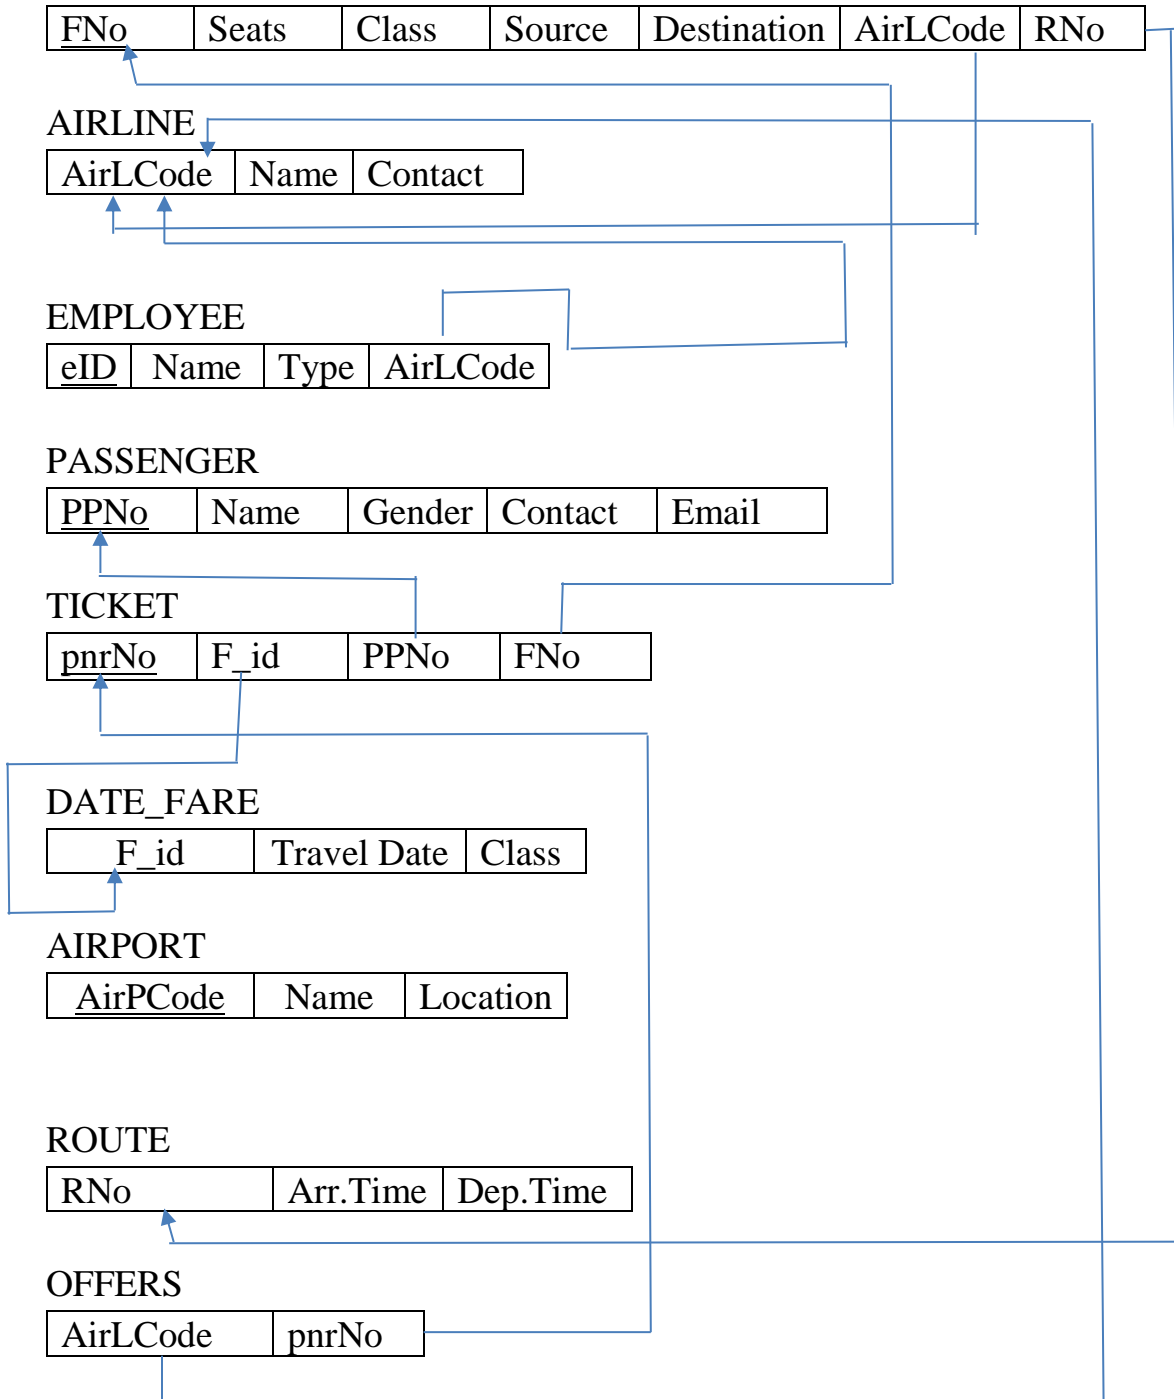 FNo Seats Class Source Destination AirLCode RNo
AIRLINE
AirLCode Name Contact
EMPLOYEE
eID Name Type AirLCode
PASSENGER
PPNo Name Gender Contact Email
TICKET
pnrNo F_id PPNo FNo
DATE_FARE
F_id Travel Date Class
AIRPORT
AirPCode Name Location
ROUTE
RNo Arr.Time Dep.Time
OFFERS
AirLCode pnrNo